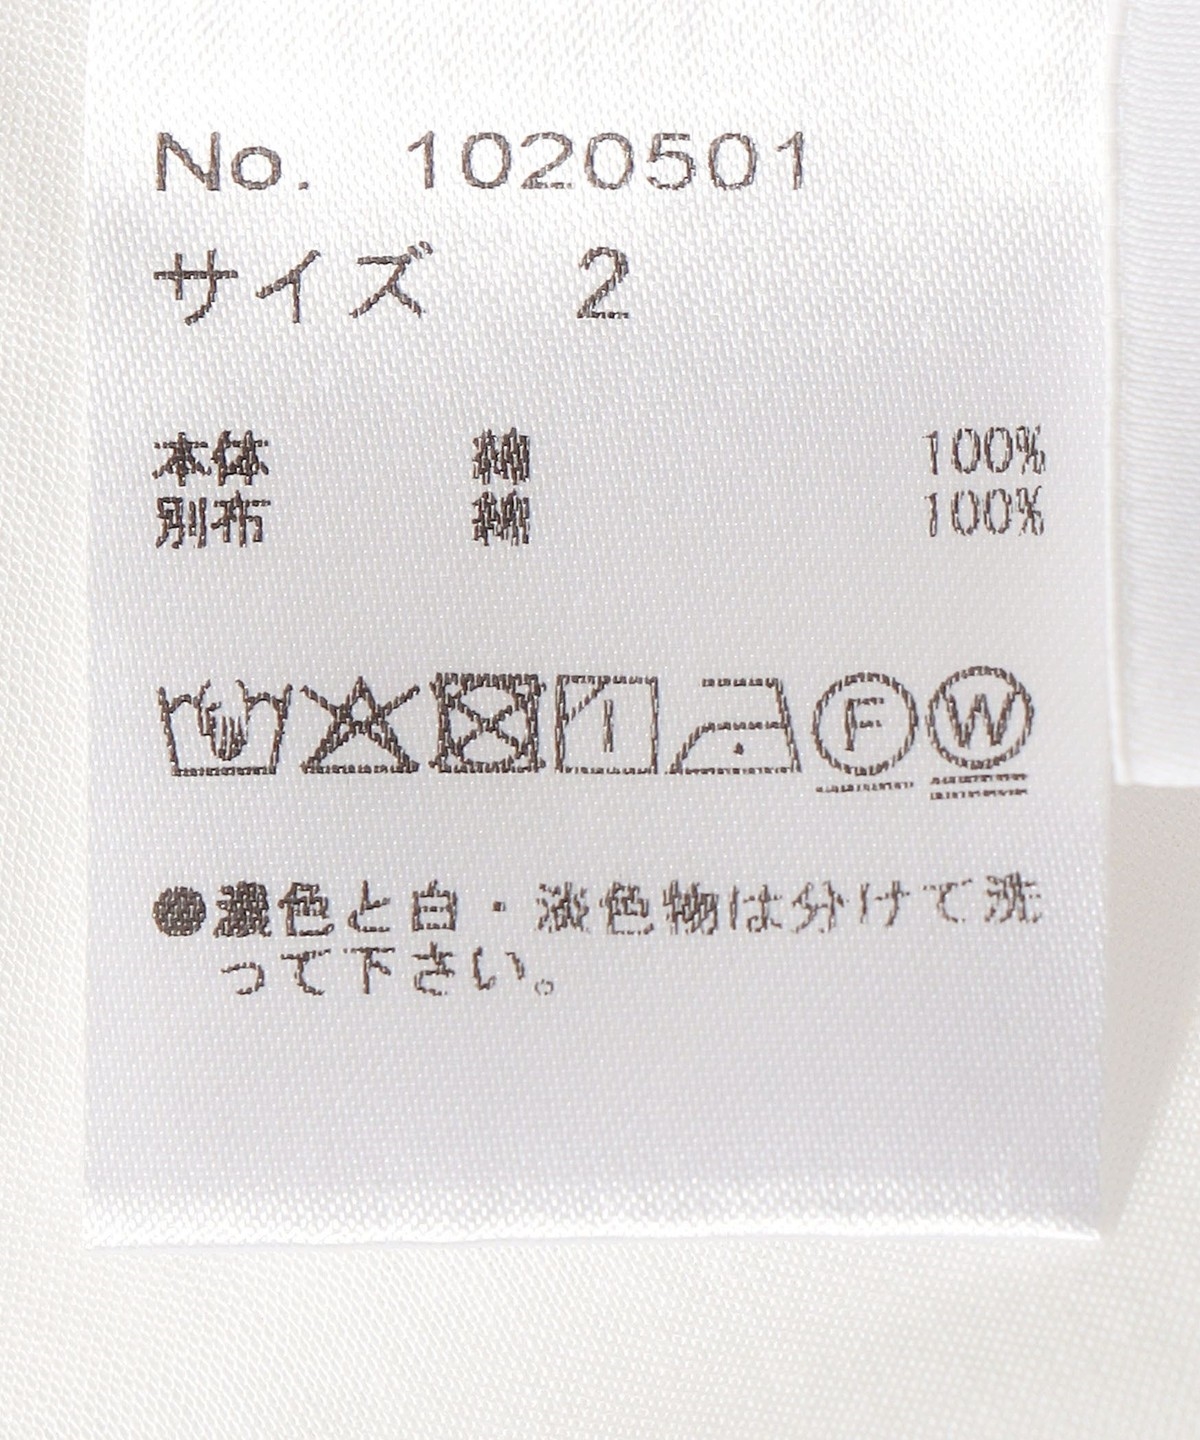 No. 1020501
サイズ 2
本体 綿 100%
別布 綿 100%
F W
●濃色と白・淡色物は分けて洗
って下さい。